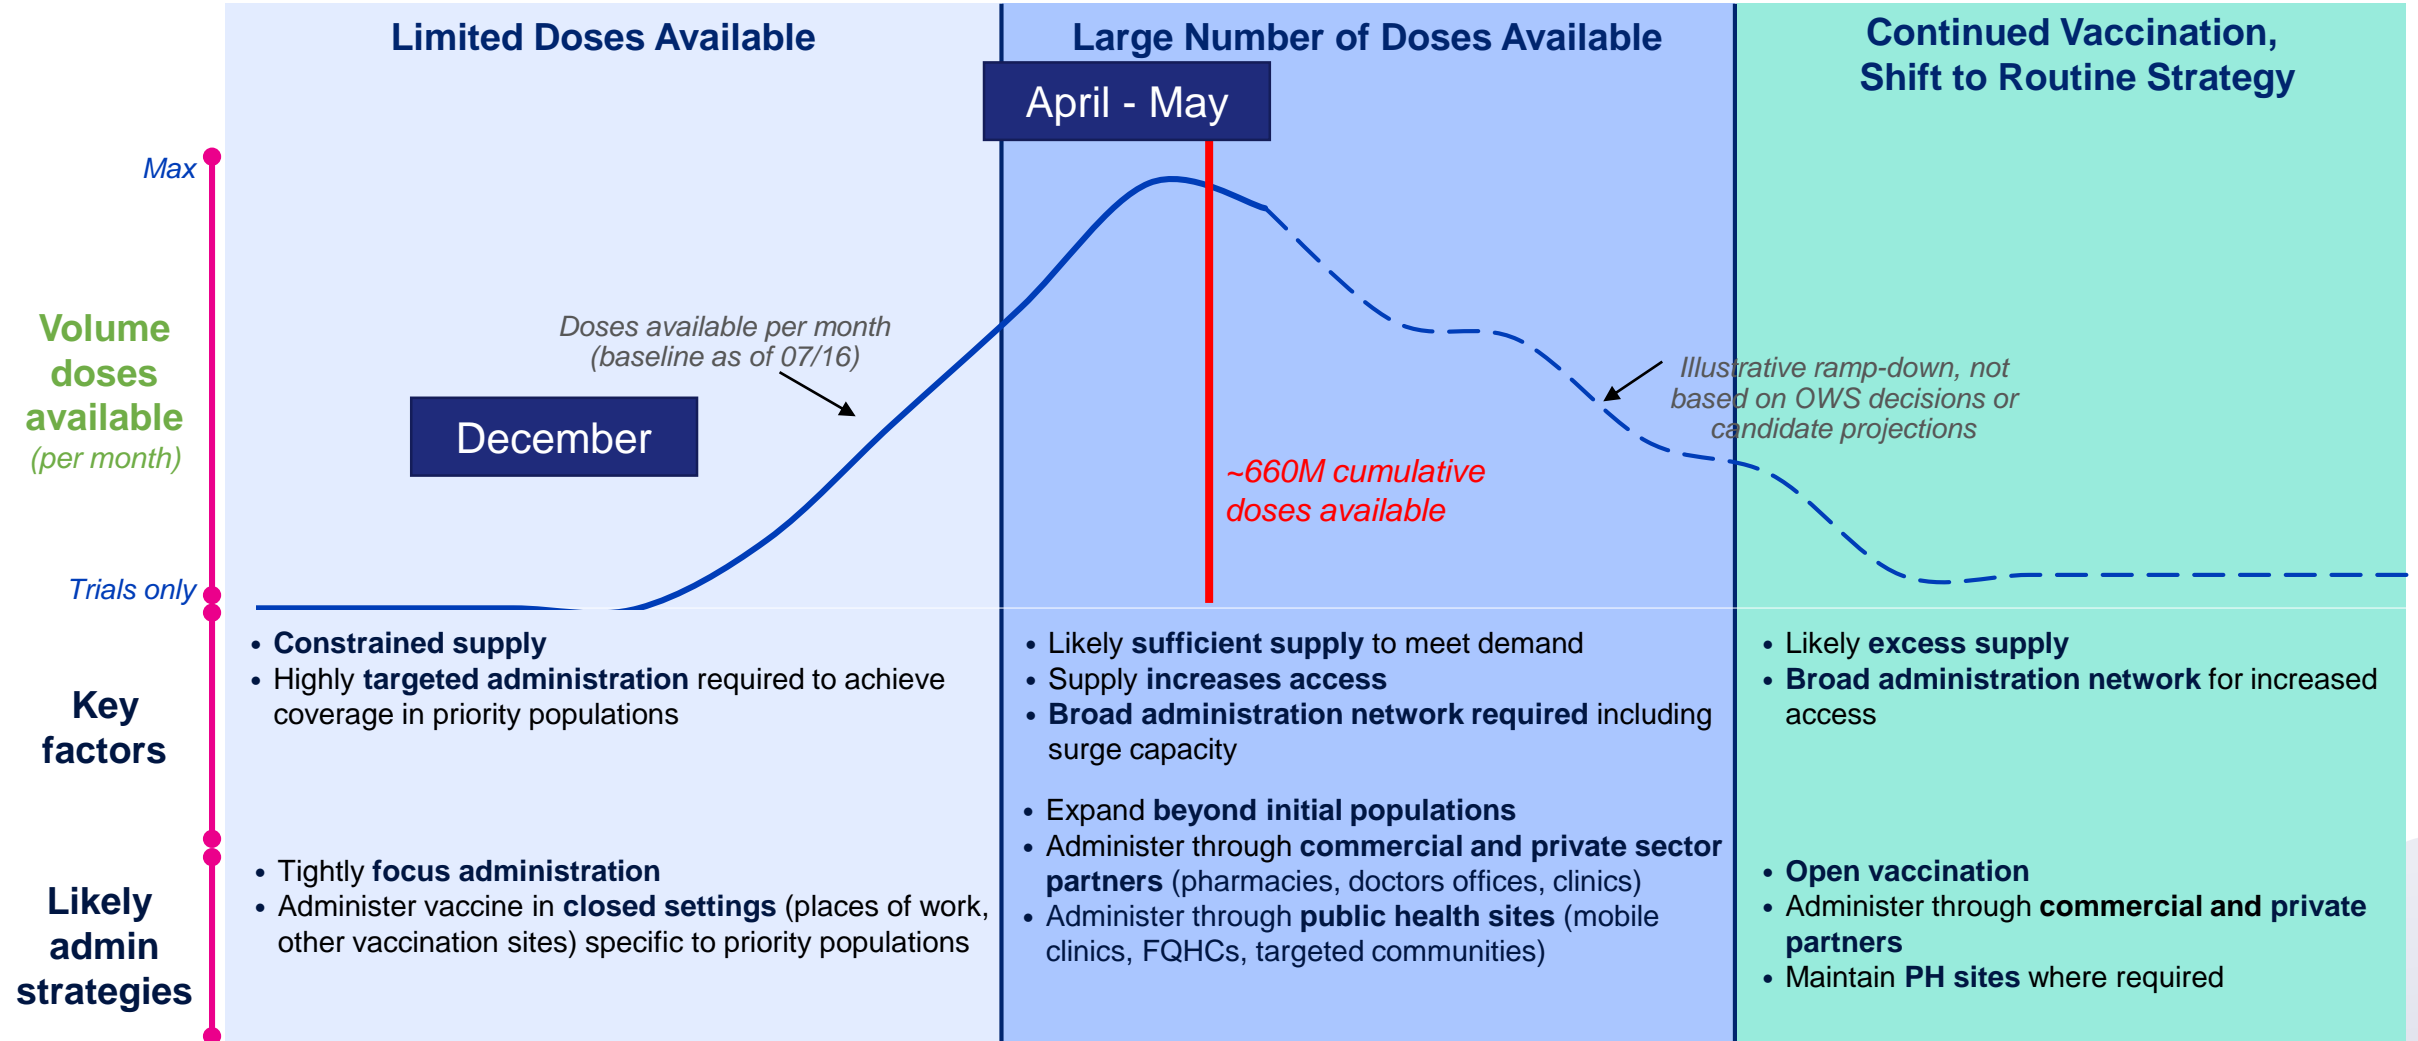 Limited Doses Available
Large Number of Doses Available
Continued Vaccination,
Shift to Routine Strategy
April - May
Max
Volume
doses
available
(per month)
Doses available per month
(baseline as of 07/16)
December
Illustrative ramp-down, not
based on OWS decisions or
candidate projections
~660M cumulative
doses available
Trials only
Key
factors
• Constrained supply
• Highly targeted administration required to achieve
coverage in priority populations
• Likely sufficient supply to meet demand
• Supply increases access
• Broad administration network required including
surge capacity
• Likely excess supply
• Broad administration network for increased
access
Likely
admin
strategies
• Tightly focus administration
• Administer vaccine in closed settings (places of work,
other vaccination sites) specific to priority populations
• Expand beyond initial populations
• Administer through commercial and private sector
partners (pharmacies, doctors offices, clinics)
• Administer through public health sites (mobile
clinics, FQHCs, targeted communities)
• Open vaccination
• Administer through commercial and private
partners
• Maintain PH sites where required